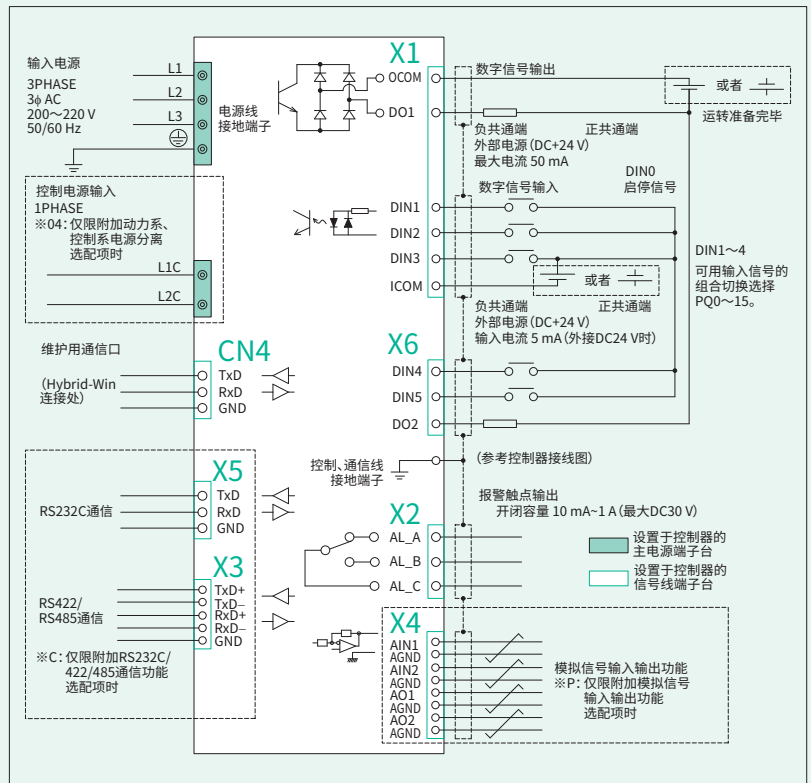 输入电源
3PHASE
3ϕ AC
200～220 V
50/60 Hz
L1
L2
L3
电源线
接地端子
控制电源输入
1PHASE
※04：仅限附加动力系、
控制系电源分离
选配项时
L1C
L2C
维护用通信口
（Hybrid-Win
连接处）
CN4
TxD
RxD
GND
X5
TxD
RxD
GND
RS232C通信
X3
TxD+
TxD−
RxD+
RxD−
GND
RS422/
RS485通信
※C：仅限附加RS232C/
422/485通信功能
选配项时
X1
OCOM
DO1
DIN1
DIN2
DIN3
ICOM
数字信号输出
或者
运转准备完毕
负共通端
正共通端
外部电源（DC+24 V）
最大电流 50 mA
数字信号输入
DIN0
启停信号
DIN1～4
可用输入信号的
组合切换选择
PQ0～15。
或者
负共通端
正共通端
外部电源（DC+24 V）
输入电流 5 mA（外接DC24 V时）
X6
DIN4
DIN5
DO2
控制、通信线
接地端子
（参考控制器接线图）
X2
AL_A
AL_B
AL_C
报警触点输出
开闭容量 10 mA~1 A（最大DC30 V）
设置于控制器的
主电源端子台
设置于控制器的
信号线端子台
X4
AIN1
AGND
AIN2
AGND
AO1
AGND
AO2
AGND
模拟信号输入输出功能
※P：仅限附加模拟信号
输入输出功能
选配项时